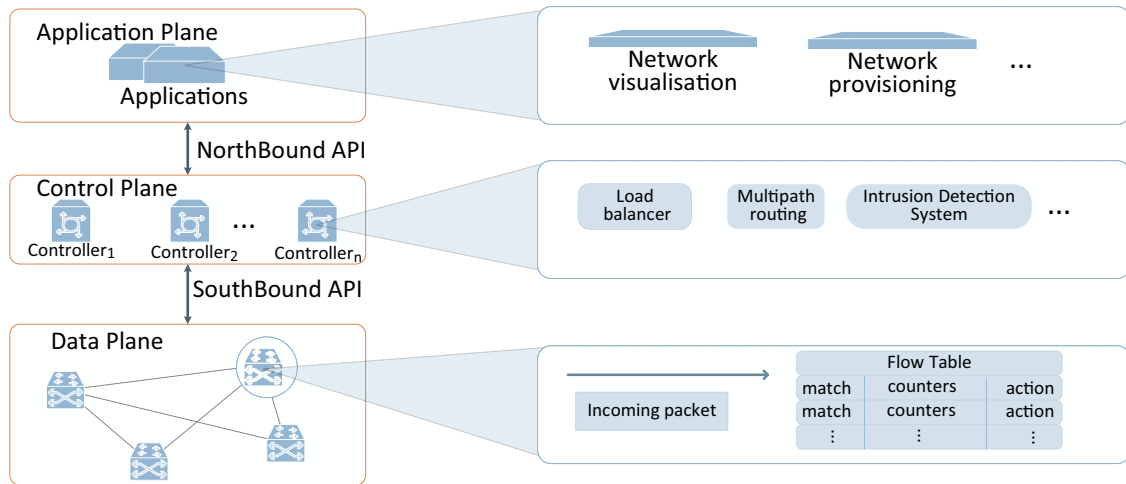 Application Plane
Applications
Network
visualisation
Network
provisioning
...
NorthBound API
Control Plane
Controller1
Controller2
...
Controllern
Load
balancer
Multipath
routing
Intrusion Detection
System
...
SouthBound API
Data Plane
Incoming packet
Flow Table
match counters action
match counters action
⋮ ⋮ ⋮